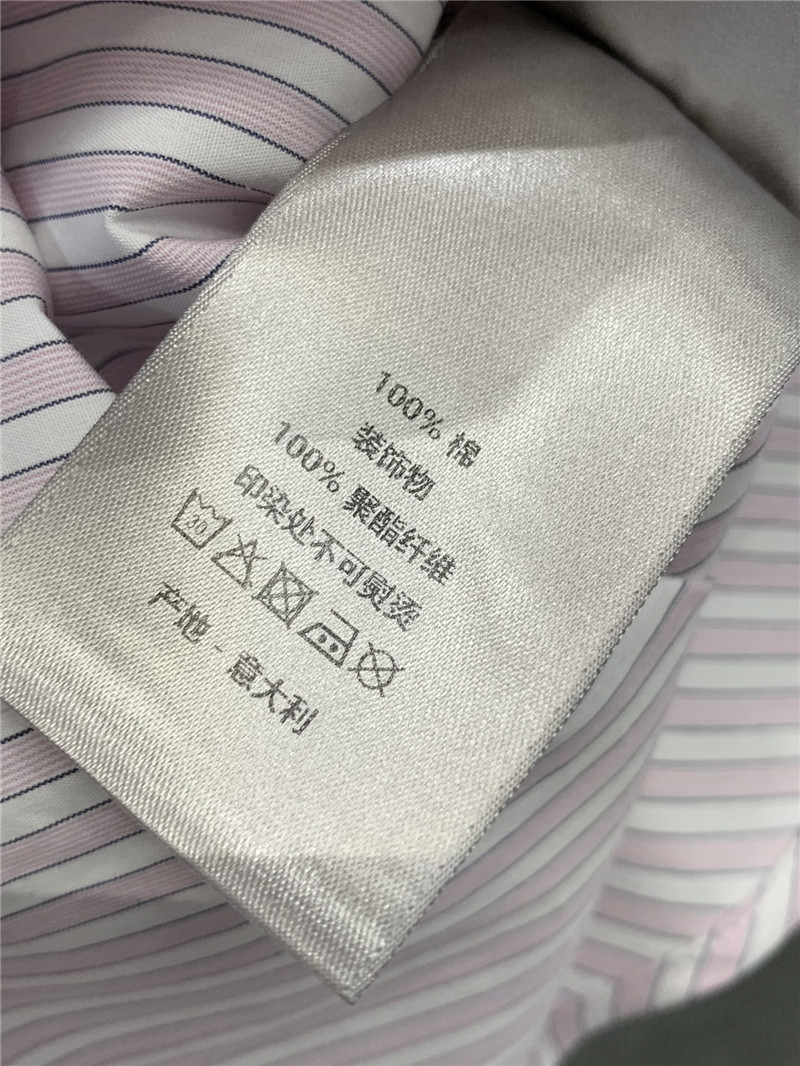 100% 棉
装饰物
100% 聚酯纤维
印染处不可熨烫
30
产地 - 意大利